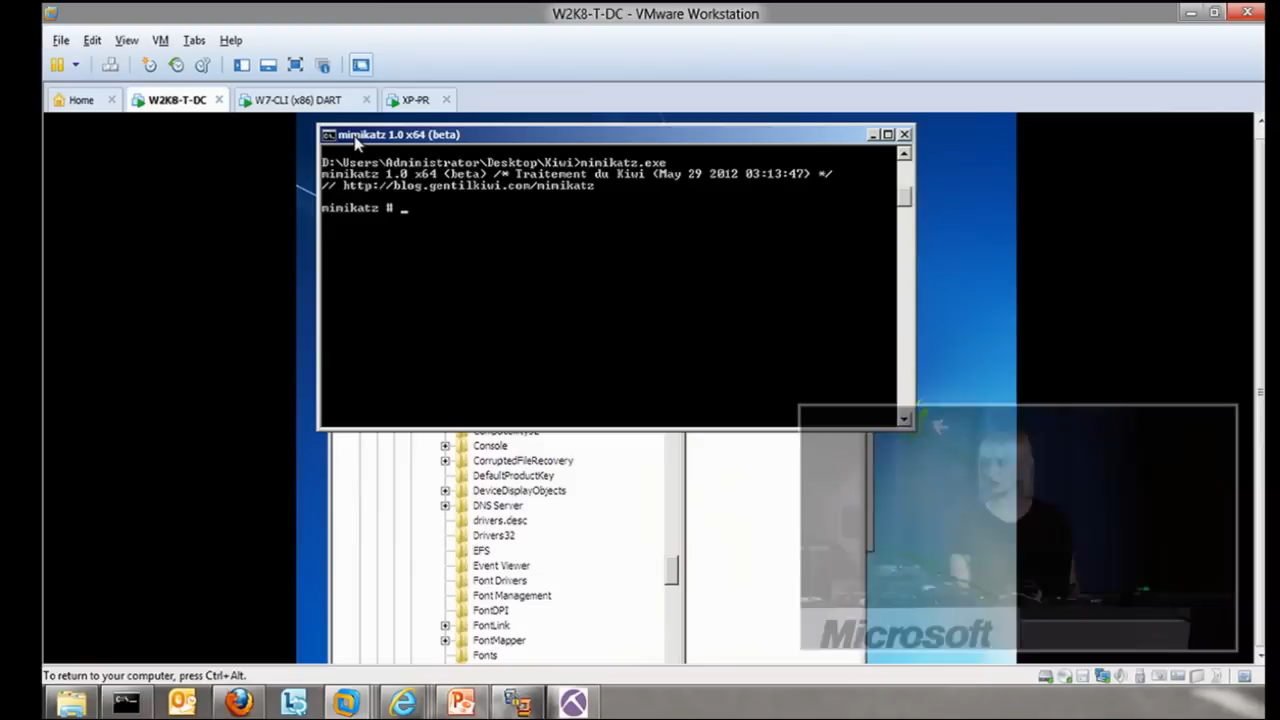 W2K8-T-DC - VMware Workstation
File Edit View VM Tabs Help
Home W2K8-T-DC W7-CLI (x86) DART XP-PR
mimikatz 1.0 x64 (beta)
D:\Users\Administrator\Desktop\Kiwi>mimikatz.exe
mimikatz 1.0 x64 (beta) /* Traitement du Kiwi (May 29 2012 03:13:47) */
// http://blog.gentilkiwi.com/mimikatz
mimikatz # _
Console
CorruptedFileRecovery
DefaultProductKey
DeviceDisplayObjects
DNS Server
drivers.desc
Drivers32
EFS
Event Viewer
Font Drivers
Font Management
FontDPI
FontLink
FontMapper
Fonts
Microsoft
To return to your computer, press Ctrl+Alt.